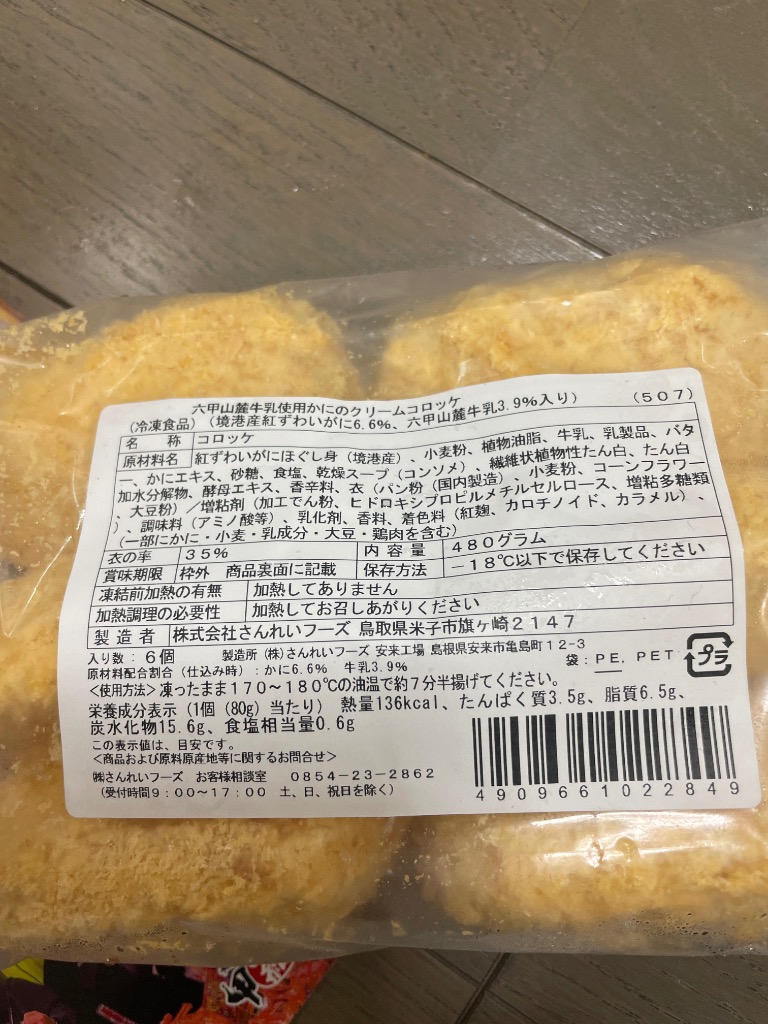 六甲山麓牛乳使用かにのクリームコロッケ
(冷凍食品) (境港産紅ずわいがに6.6%、六甲山麓牛乳3.9%入り) (507)
名 称 コロッケ
原材料名 紅ずわいがにほぐし身(境港産)、小麦粉、植物油脂、牛乳、乳製品、バタ
ー、かにエキス、砂糖、食塩、乾燥スープ(コンソメ)、繊維状植物性たん白、たん白
加水分解物、酵母エキス、香辛料、衣(パン粉(国内製造)、小麦粉、コーンフラワー
、大豆粉)/増粘剤(加工でん粉、ヒドロキシプロピルメチルセルロース、増粘多糖類
)、調味料(アミノ酸等)、乳化剤、香料、着色料(紅麹、カロチノイド、カラメル)、
(一部にかに・小麦・乳成分・大豆・鶏肉を含む)
衣の率 35% 内容量 480グラム
賞味期限 枠外 商品裏面に記載 保存方法 -18℃以下で保存してください
凍結前加熱の有無 加熱してありません
加熱調理の必要性 加熱してお召しあがりください
製造者 株式会社さんれいフーズ 鳥取県米子市旗ヶ崎2147
入り数:6個 製造所(株)さんれいフーズ 安来工場 島根県安来市亀島町12-3
原材料配合割合(仕込み時):かに6.6% 牛乳3.9% 袋:PE, PET プラ
<使用方法>凍ったまま170~180℃の油温で約7分半揚げてください。
栄養成分表示(1個(80g)当たり)熱量136kcal、たんぱく質3.5g、脂質6.5g、
炭水化物15.6g、食塩相当量0.6g
この表示値は、目安です。
<商品および原料原産地等に関するお問合せ>
㈱さんれいフーズ お客様相談室 0854-23-2862
(受付時間9:00~17:00 土、日、祝日を除く)
4909661022849